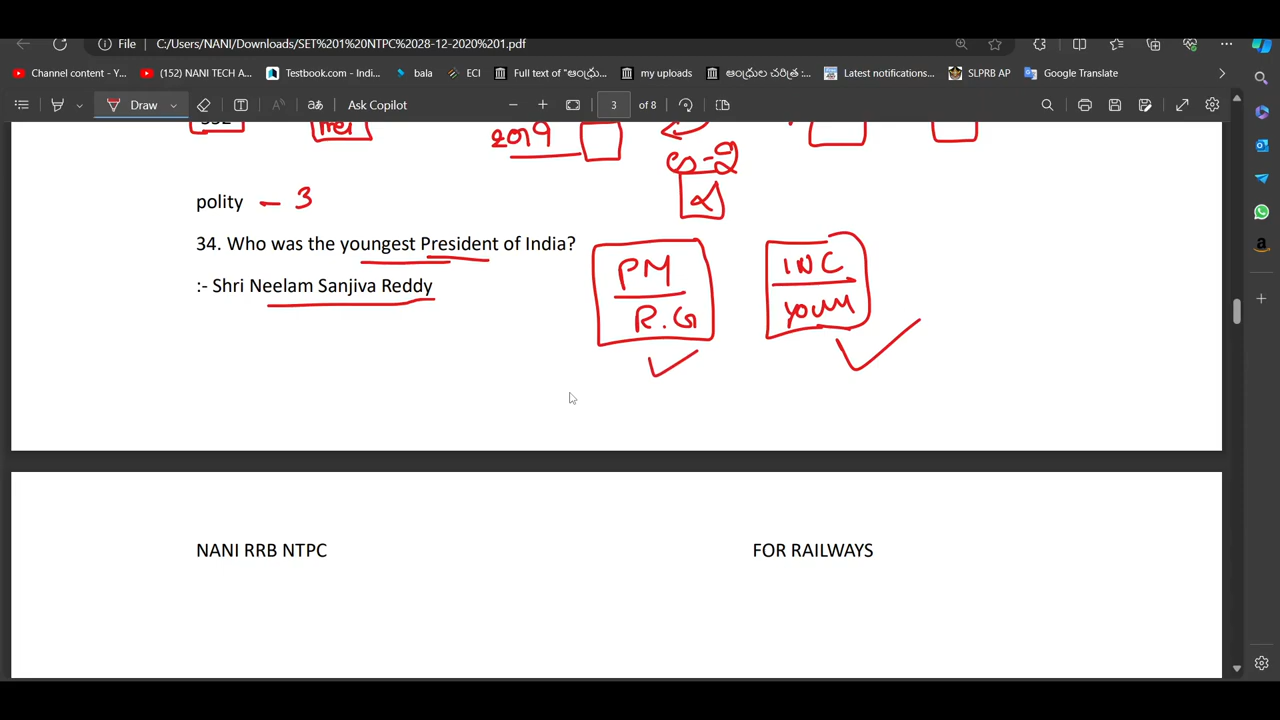 File C:/Users/NANI/Downloads/SET%201%20NTPC%2028-12-2020%201.pdf
Channel content - Y... (152) NANI TECH A... Testbook.com - Indi... bala ECI Full text of "ఆంధ్రు... my uploads ఆంధ్రుల చరిత్ర :... Latest notifications... SLPRB AP Google Translate
Draw Ask Copilot 3 of 8
2019
polity - 3
34. Who was the youngest President of India?
:- Shri Neelam Sanjiva Reddy
PM
R.G
INC
NANI RRB NTPC FOR RAILWAYS